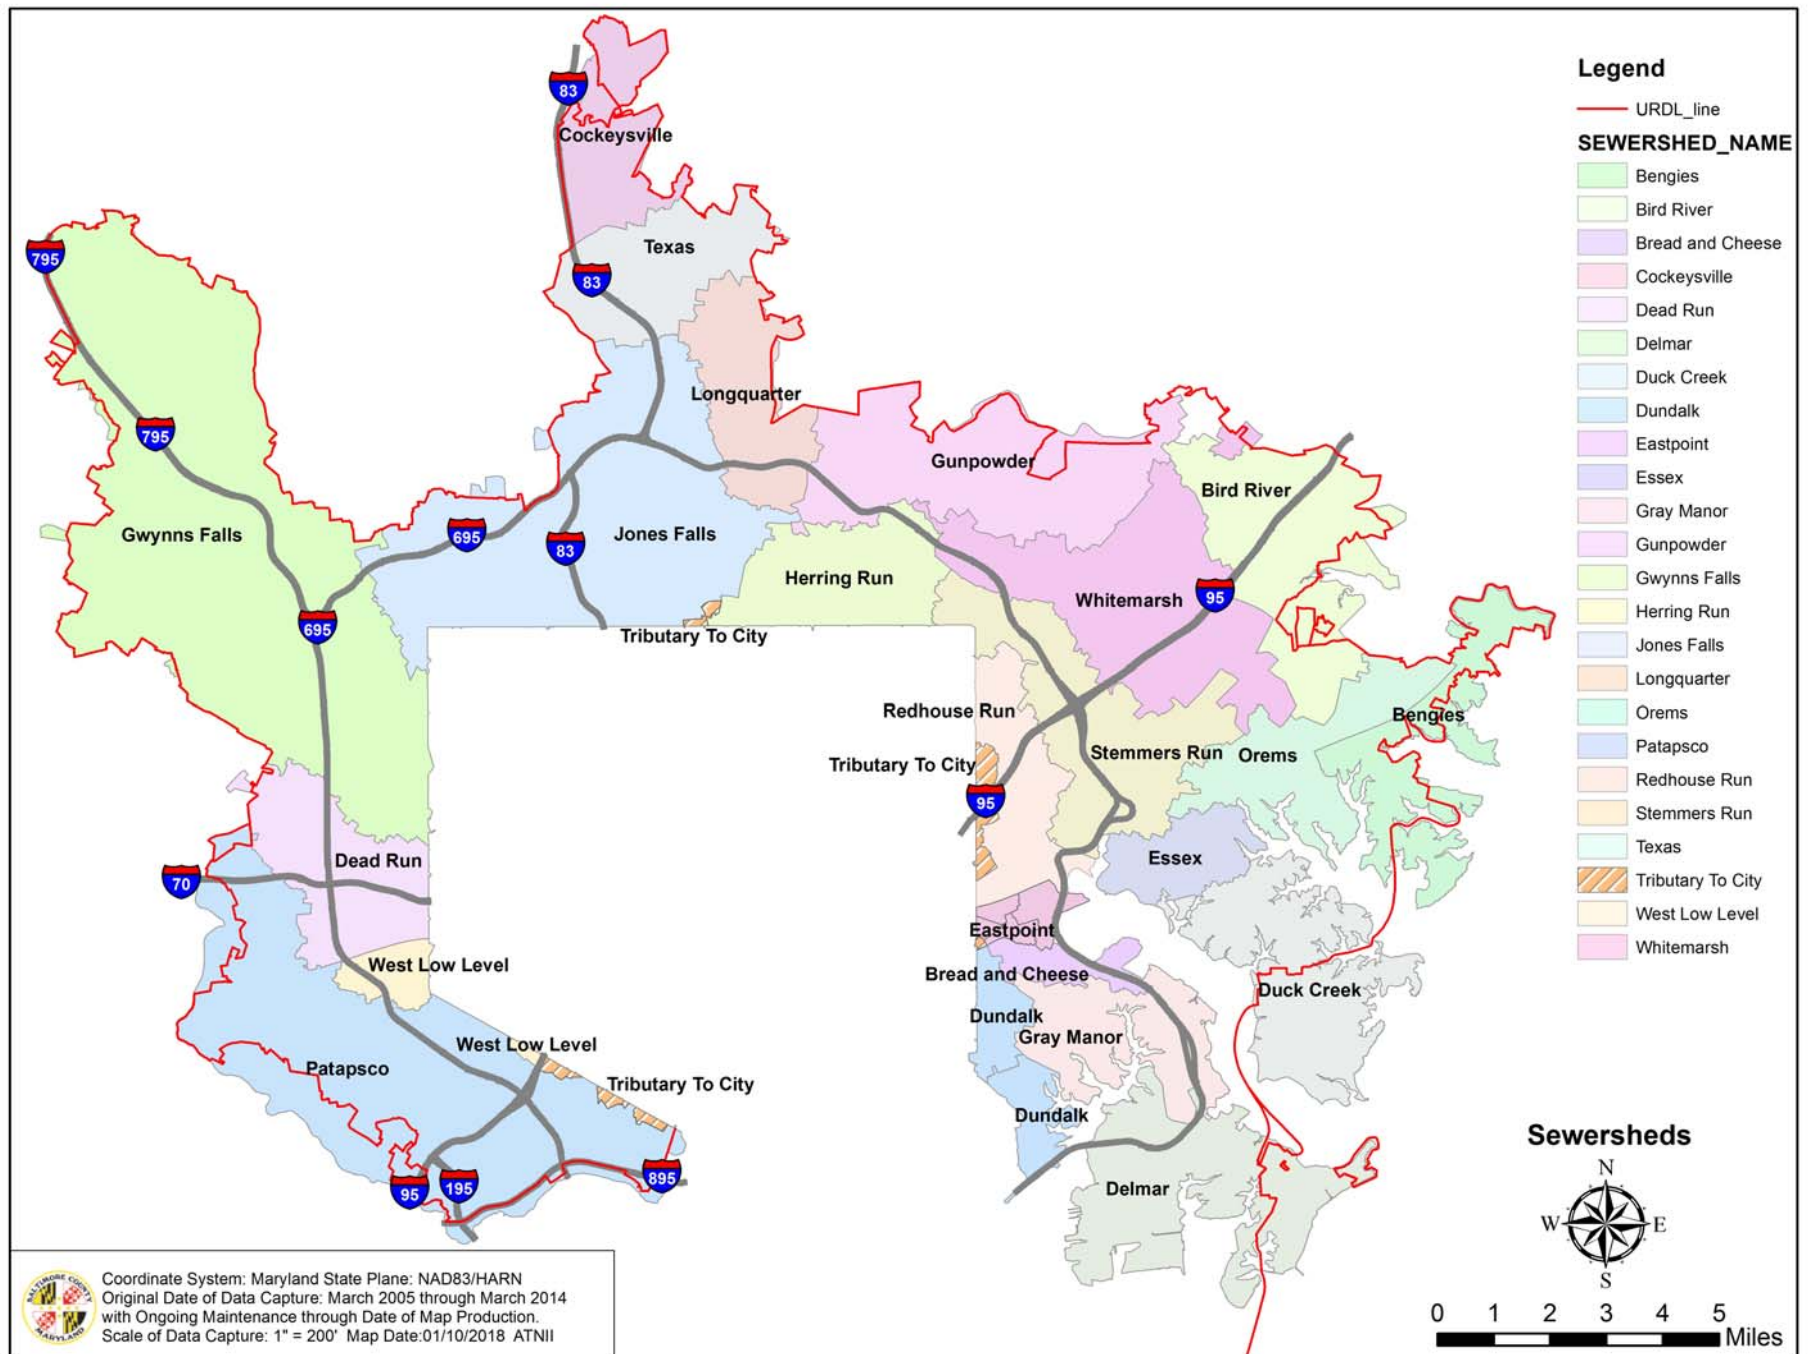 83
Cockeysville
Texas
795
83
Longquarter
795
Gunpowder
Bird River
Gwynns Falls
695
83
Jones Falls
Herring Run
Whitemarsh
95
695
Tributary To City
Redhouse Run
Bengies
Tributary To City
Stemmers Run
Orems
95
Dead Run
Essex
70
Eastpoint
West Low Level
Bread and Cheese
Duck Creek
Dundalk
Gray Manor
West Low Level
Patapsco
Tributary To City
Dundalk
95
195
895
Delmar
Legend
URDL_line
SEWERSHED_NAME
Bengies
Bird River
Bread and Cheese
Cockeysville
Dead Run
Delmar
Duck Creek
Dundalk
Eastpoint
Essex
Gray Manor
Gunpowder
Gwynns Falls
Herring Run
Jones Falls
Longquarter
Orems
Patapsco
Redhouse Run
Stemmers Run
Texas
Tributary To City
West Low Level
Whitemarsh
Sewersheds
N
W E
S
0 1 2 3 4 5
Miles
BALTIMORE COUNTY
MARYLAND
Coordinate System: Maryland State Plane: NAD83/HARN
Original Date of Data Capture: March 2005 through March 2014
with Ongoing Maintenance through Date of Map Production.
Scale of Data Capture: 1" = 200' Map Date:01/10/2018 ATNII